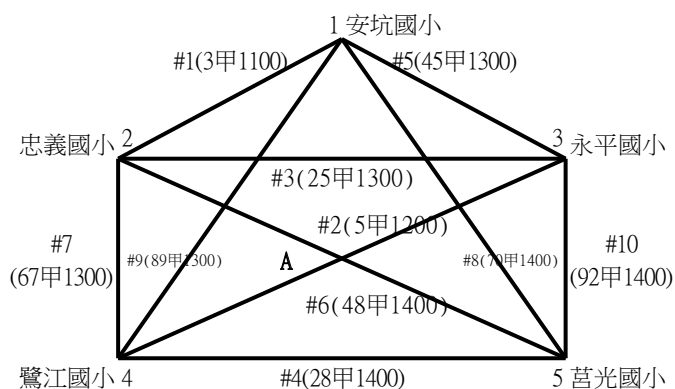 1 安坑國小
#1(3甲1100)
#5(45甲1300)
忠義國小 2
3 永平國小
#3(25甲1300)
#2(5甲1200)
#7
(67甲1300)
#9(89甲1300)
A
#8(70甲1400)
#10
(92甲1400)
#6(48甲1400)
鷺江國小 4
#4(28甲1400)
5 莒光國小